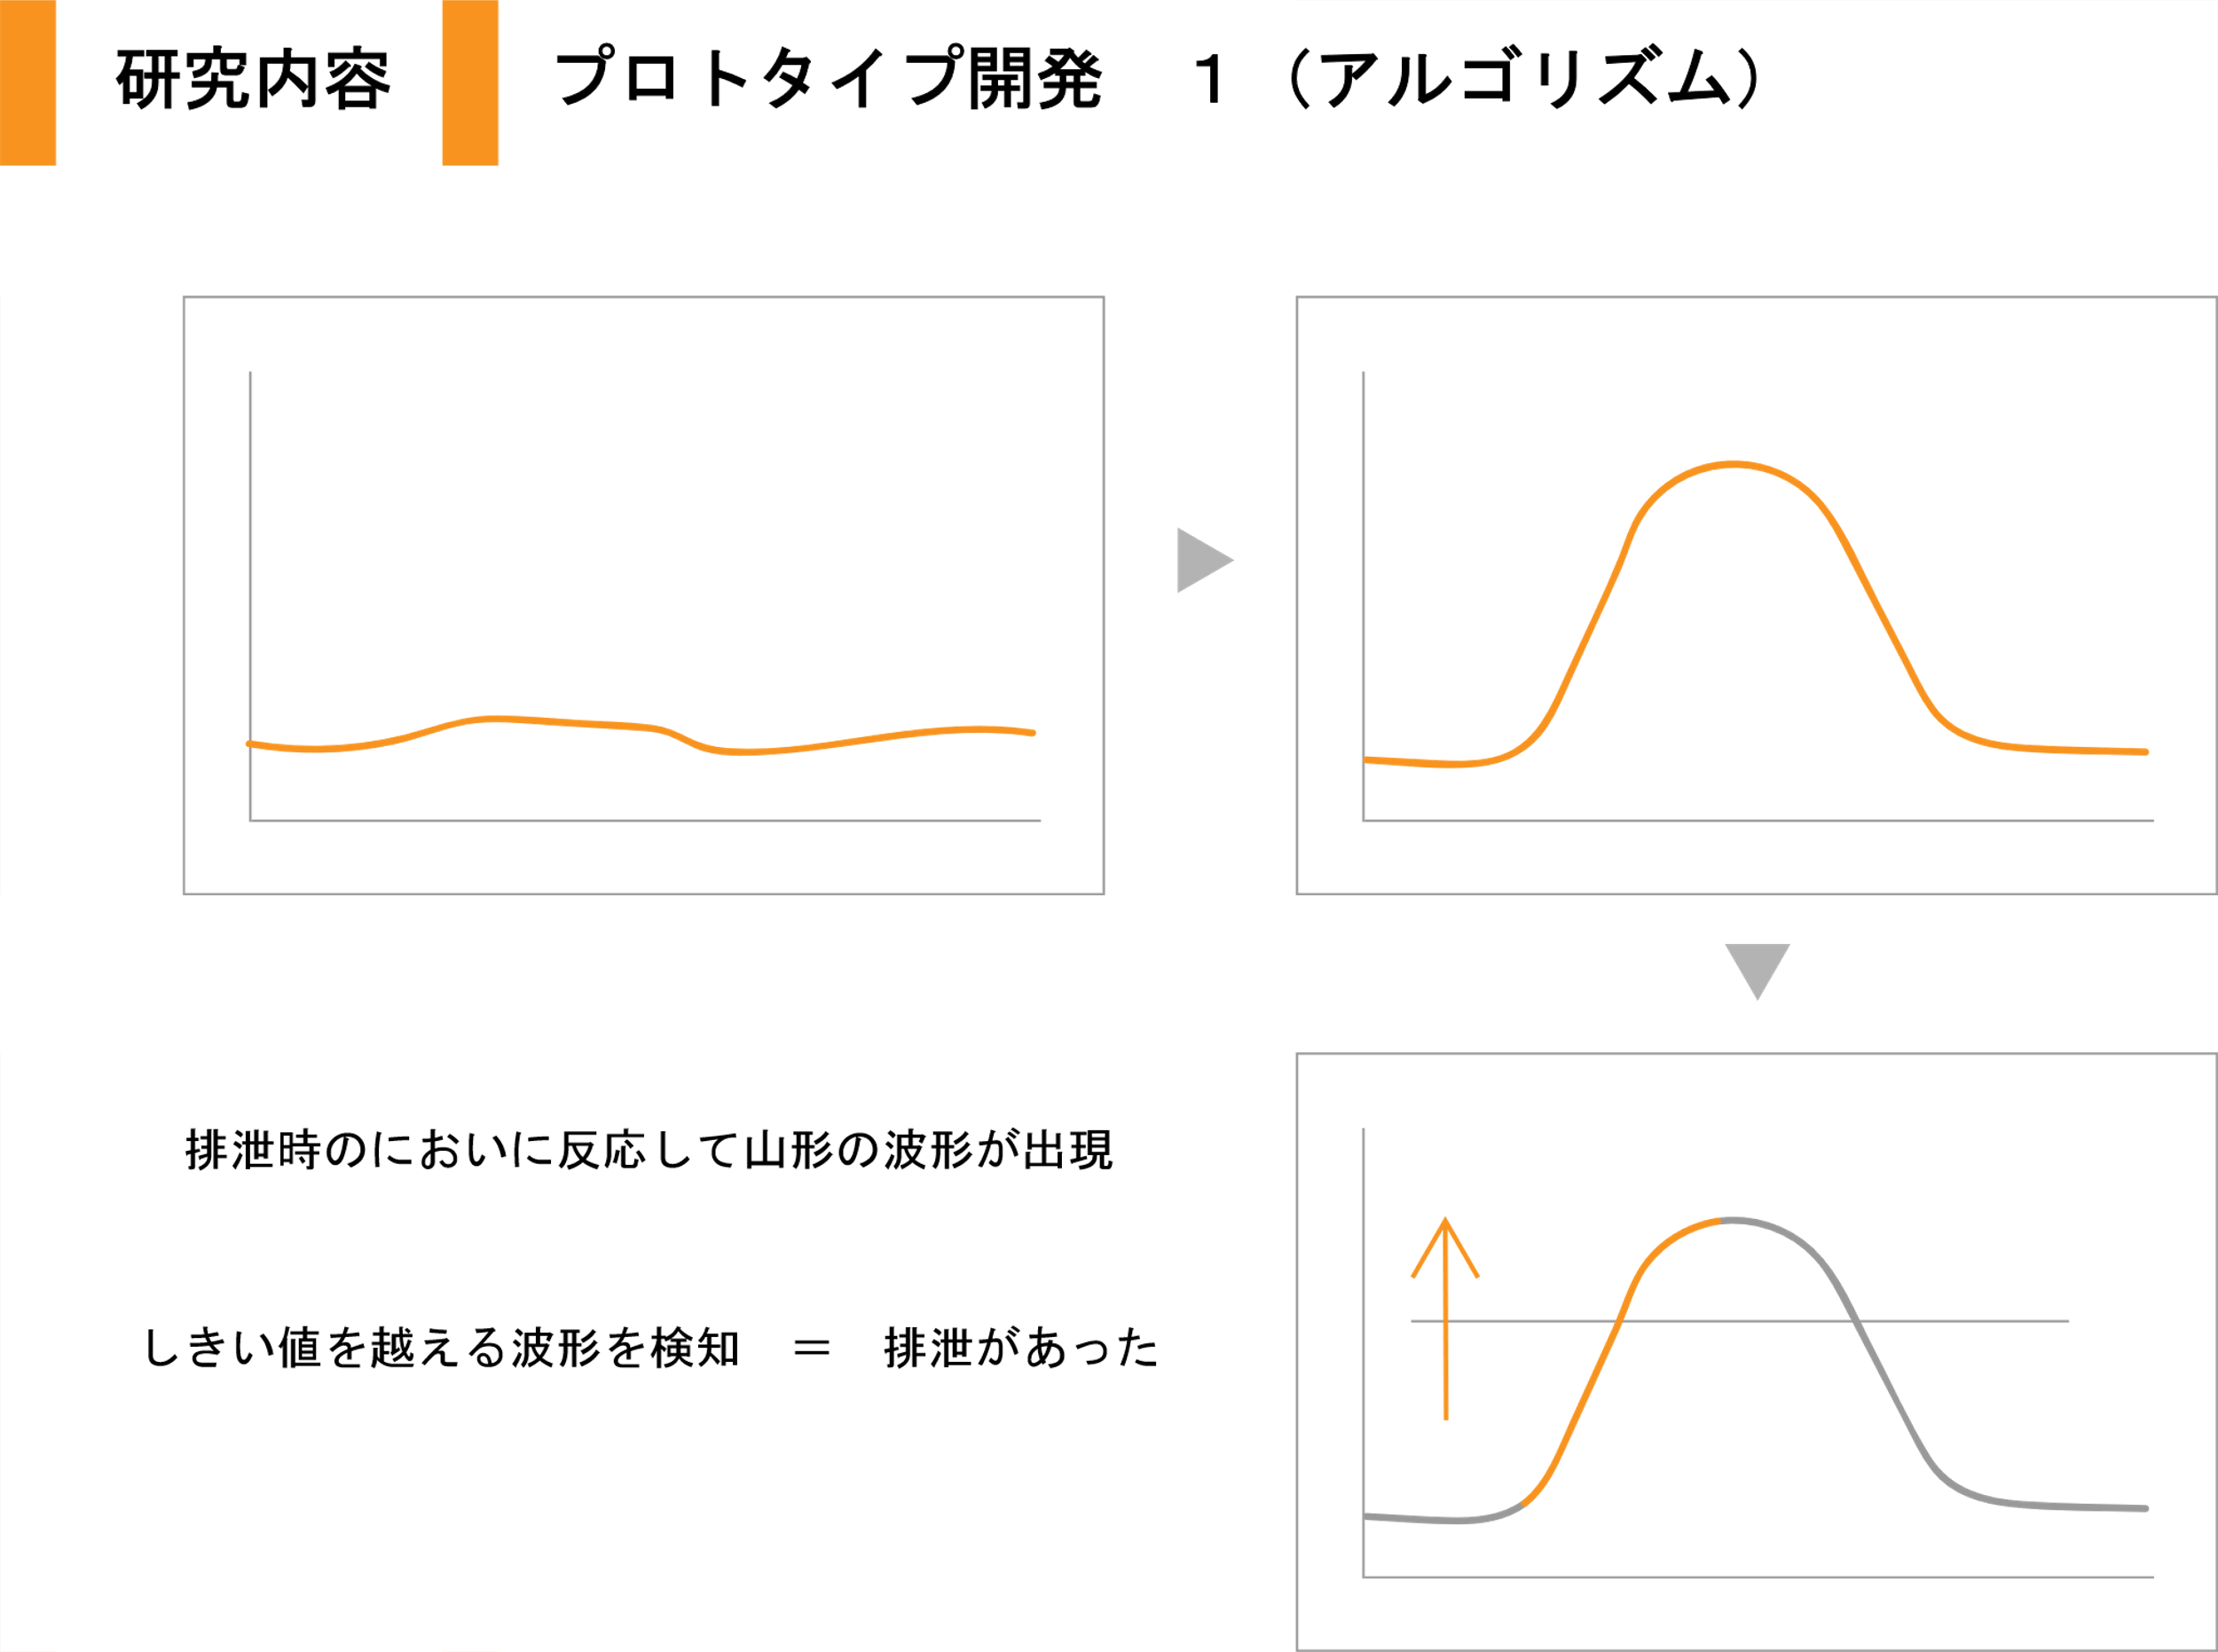 研究内容
プロトタイプ開発 1 (アルゴリズム)
排泄時のにおいに反応して山形の波形が出現
しきい値を超える波形を検知 = 排泄があった